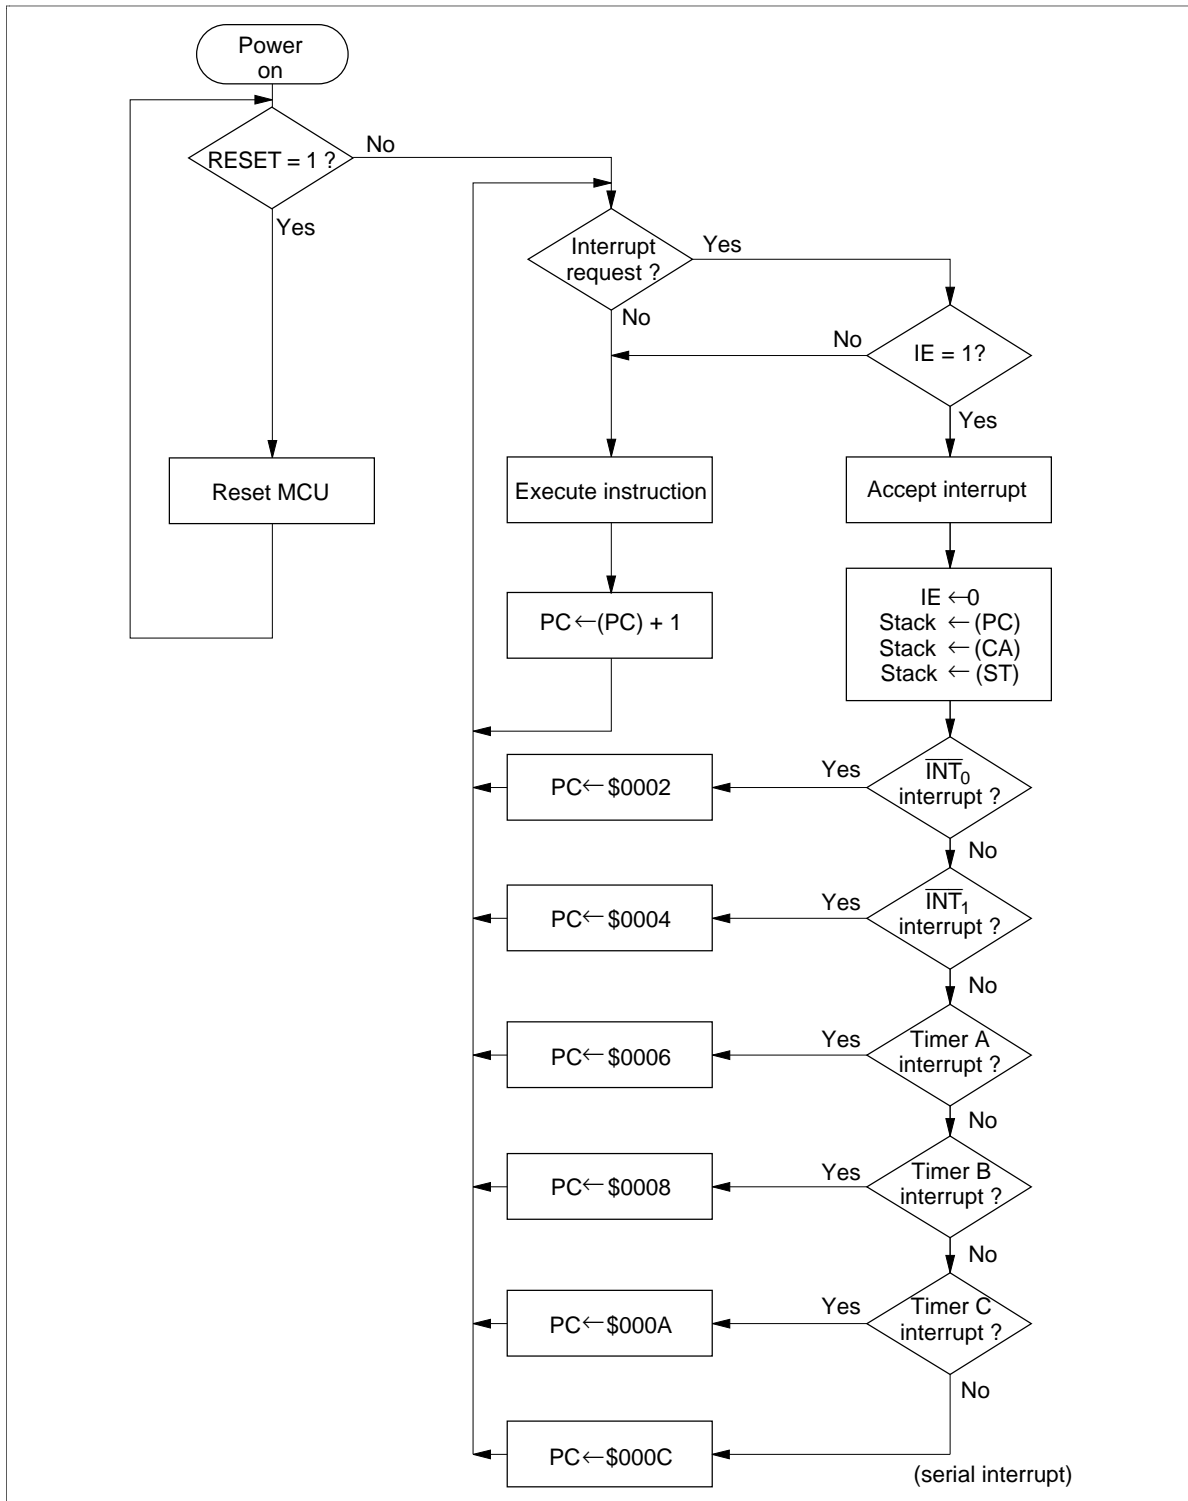 Power
on
RESET = 1 ?
No
Yes
Interrupt
request ?
Yes
No
No
IE = 1?
Yes
Reset MCU
Execute instruction
Accept interrupt
PC←(PC) + 1
IE ←0
Stack ←(PC)
Stack ←(CA)
Stack ←(ST)
PC←$0002
Yes
I̅N̅T̅₀
interrupt ?
No
PC←$0004
Yes
I̅N̅T̅₁
interrupt ?
No
PC←$0006
Yes
Timer A
interrupt ?
No
PC←$0008
Yes
Timer B
interrupt ?
No
PC←$000A
Yes
Timer C
interrupt ?
No
PC←$000C
(serial interrupt)